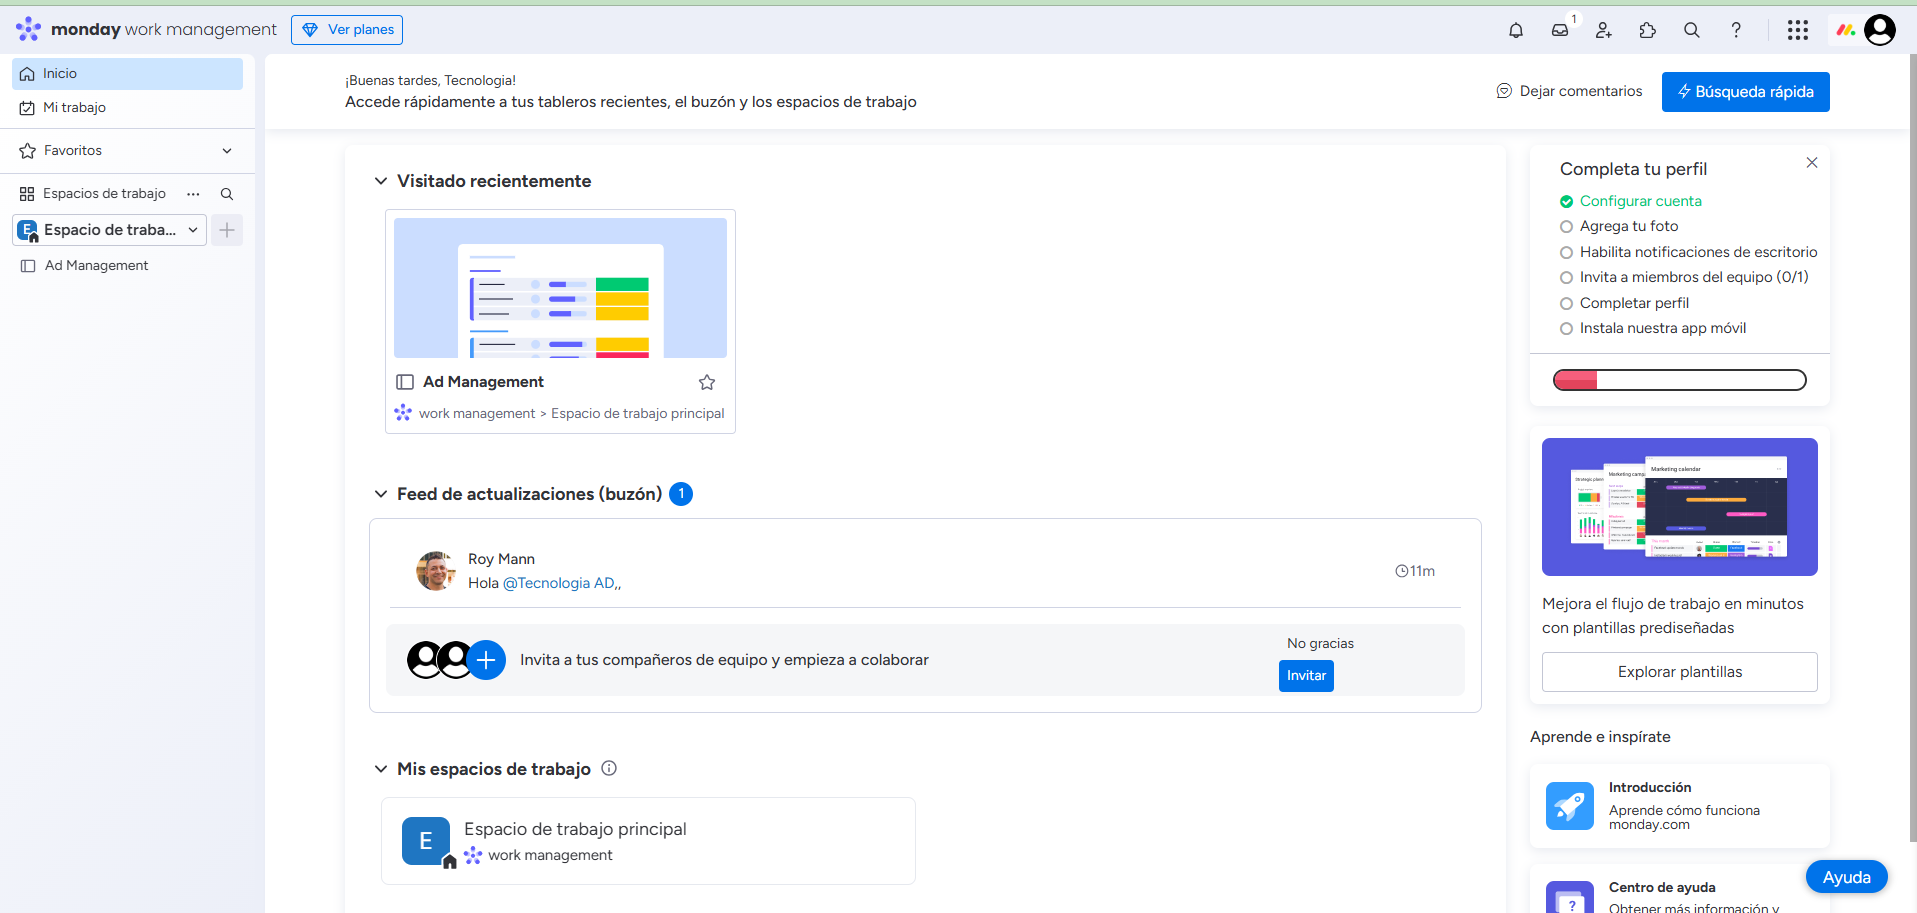 monday work management
Ver planes
1
Inicio
Mi trabajo
Favoritos
Espacios de trabajo
E
Espacio de traba...
Ad Management
¡Buenas tardes, Tecnologia!
Accede rápidamente a tus tableros recientes, el buzón y los espacios de trabajo
Dejar comentarios
Búsqueda rápida
Visitado recientemente
Ad Management
work management > Espacio de trabajo principal
Feed de actualizaciones (buzón) 1
Roy Mann
Hola @Tecnologia AD,,
11m
Invita a tus compañeros de equipo y empieza a colaborar
No gracias
Invitar
Mis espacios de trabajo
E
Espacio de trabajo principal
work management
Completa tu perfil
Configurar cuenta
Agrega tu foto
Habilita notificaciones de escritorio
Invita a miembros del equipo (0/1)
Completar perfil
Instala nuestra app móvil
Marketing calendar
Mejora el flujo de trabajo en minutos
con plantillas prediseñadas
Explorar plantillas
Aprende e inspírate
Introducción
Aprende cómo funciona
monday.com
Centro de ayuda
Obtener más información y
Ayuda